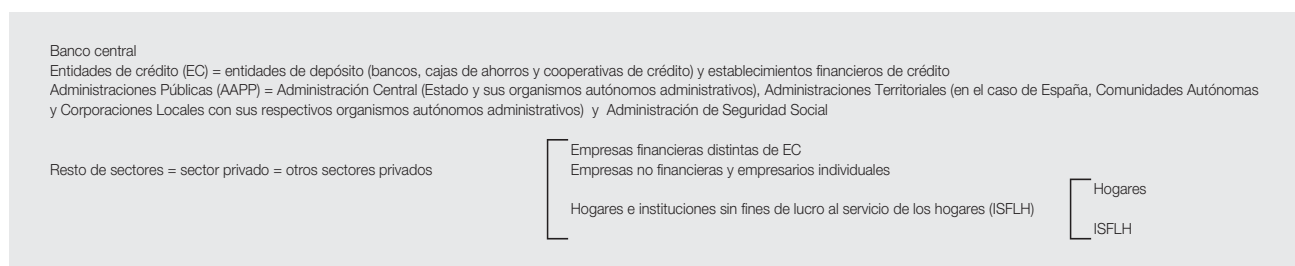 Banco central
Entidades de crédito (EC) = entidades de depósito (bancos, cajas de ahorros y cooperativas de crédito) y establecimientos financieros de crédito
Administraciones Públicas (AAPP) = Administración Central (Estado y sus organismos autónomos administrativos), Administraciones Territoriales (en el caso de España, Comunidades Autónomas
y Corporaciones Locales con sus respectivos organismos autónomos administrativos) y Administración de Seguridad Social
Resto de sectores = sector privado = otros sectores privados
Empresas financieras distintas de EC
Empresas no financieras y empresarios individuales
Hogares e instituciones sin fines de lucro al servicio de los hogares (ISFLH)
Hogares
ISFLH